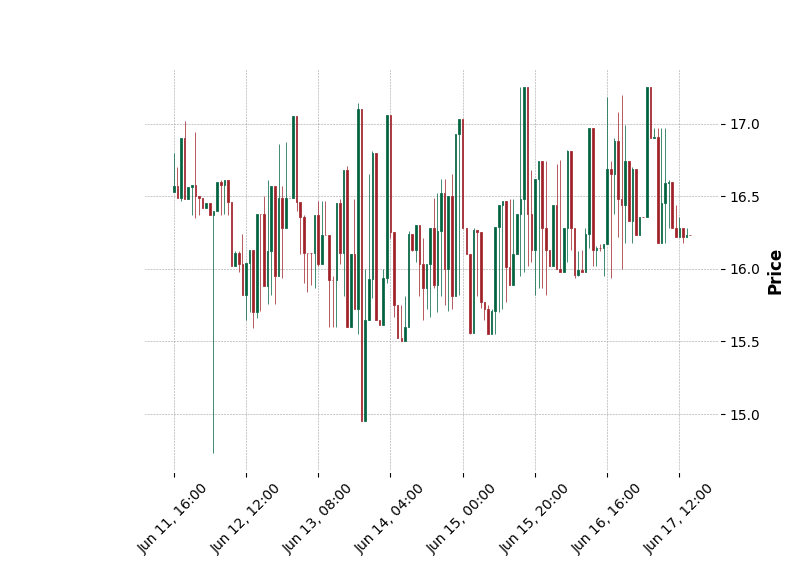 17.0
16.5
16.0
15.5
15.0
Price
Jun 11, 16:00
Jun 12, 12:00
Jun 13, 08:00
Jun 14, 04:00
Jun 15, 00:00
Jun 15, 20:00
Jun 16, 16:00
Jun 17, 12:00